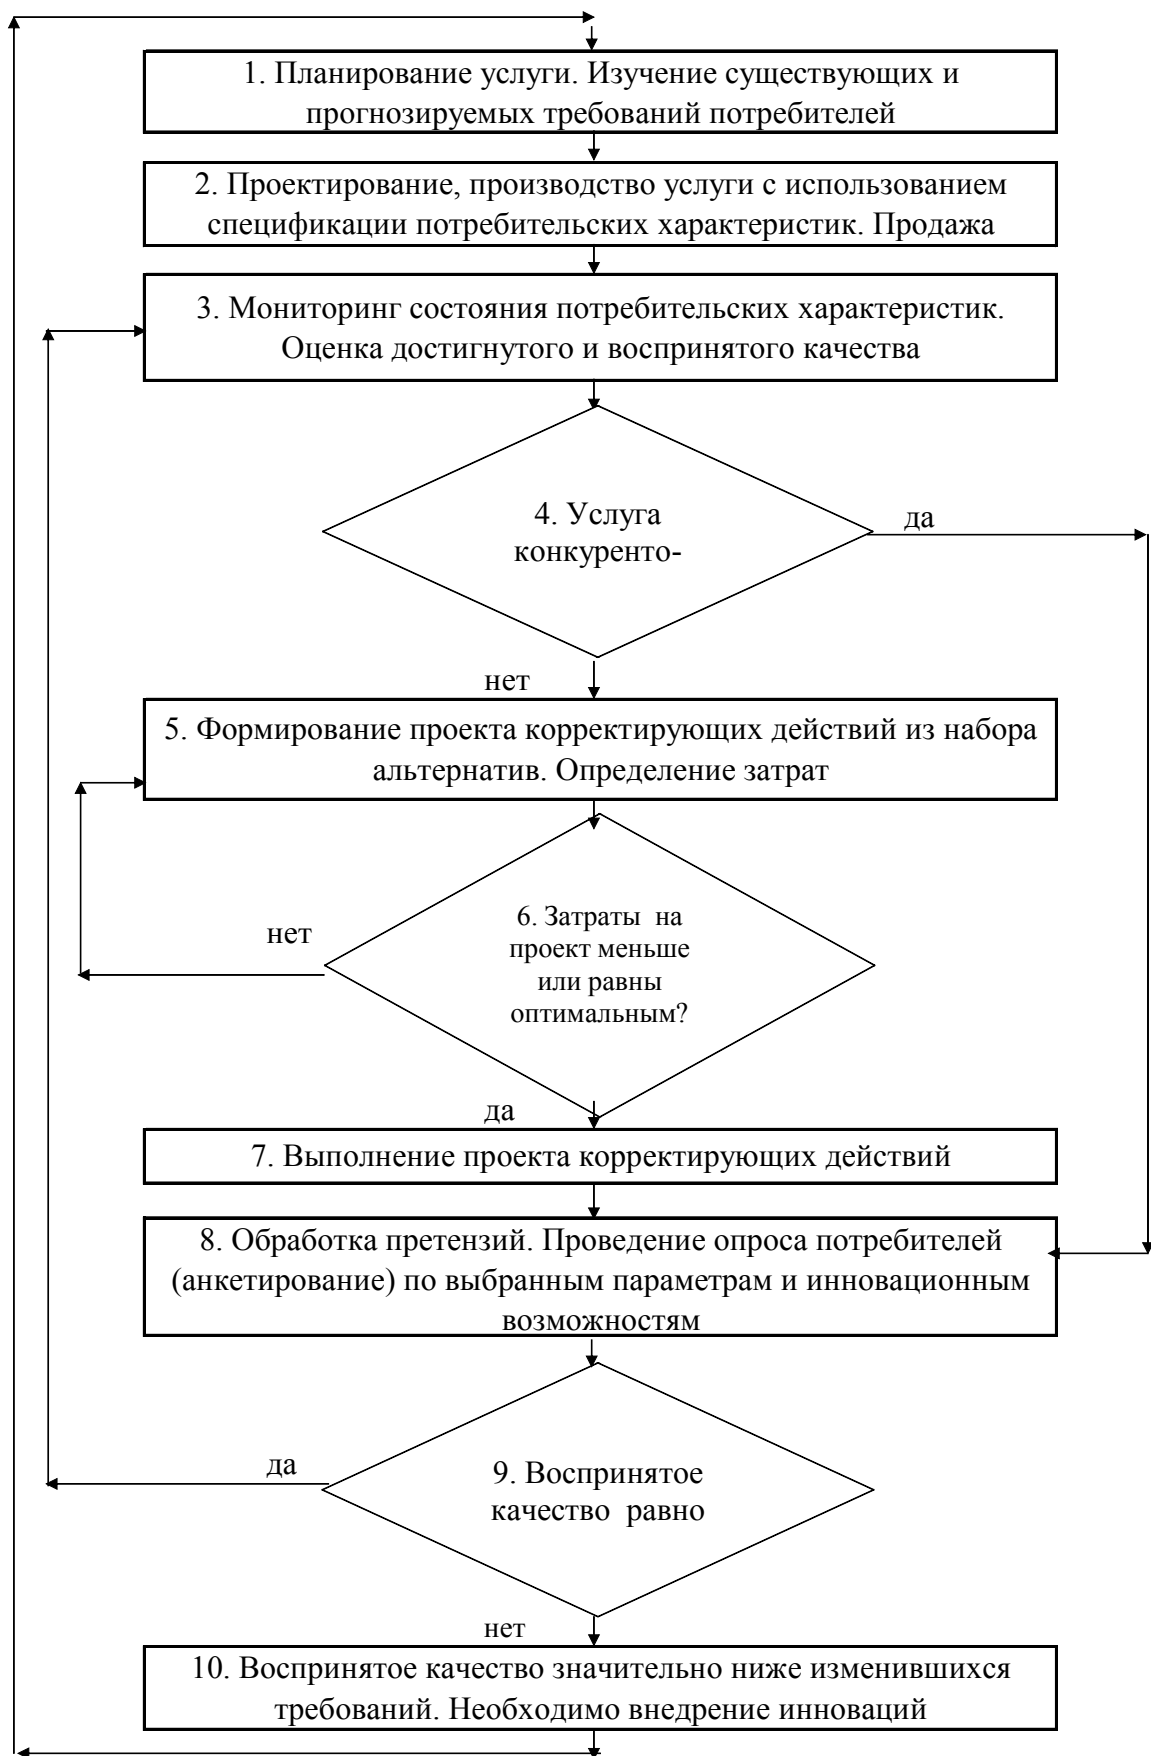 1. Планирование услуги. Изучение существующих и
прогнозируемых требований потребителей
2. Проектирование, производство услуги с использованием
спецификации потребительских характеристик. Продажа
3. Мониторинг состояния потребительских характеристик.
Оценка достигнутого и воспринятого качества
4. Услуга
конкуренто-
да
нет
5. Формирование проекта корректирующих действий из набора
альтернатив. Определение затрат
6. Затраты на
проект меньше
или равны
оптимальным?
нет
да
7. Выполнение проекта корректирующих действий
8. Обработка претензий. Проведение опроса потребителей
(анкетирование) по выбранным параметрам и инновационным
возможностям
да
9. Воспринятое
качество равно
нет
10. Воспринятое качество значительно ниже изменившихся
требований. Необходимо внедрение инноваций